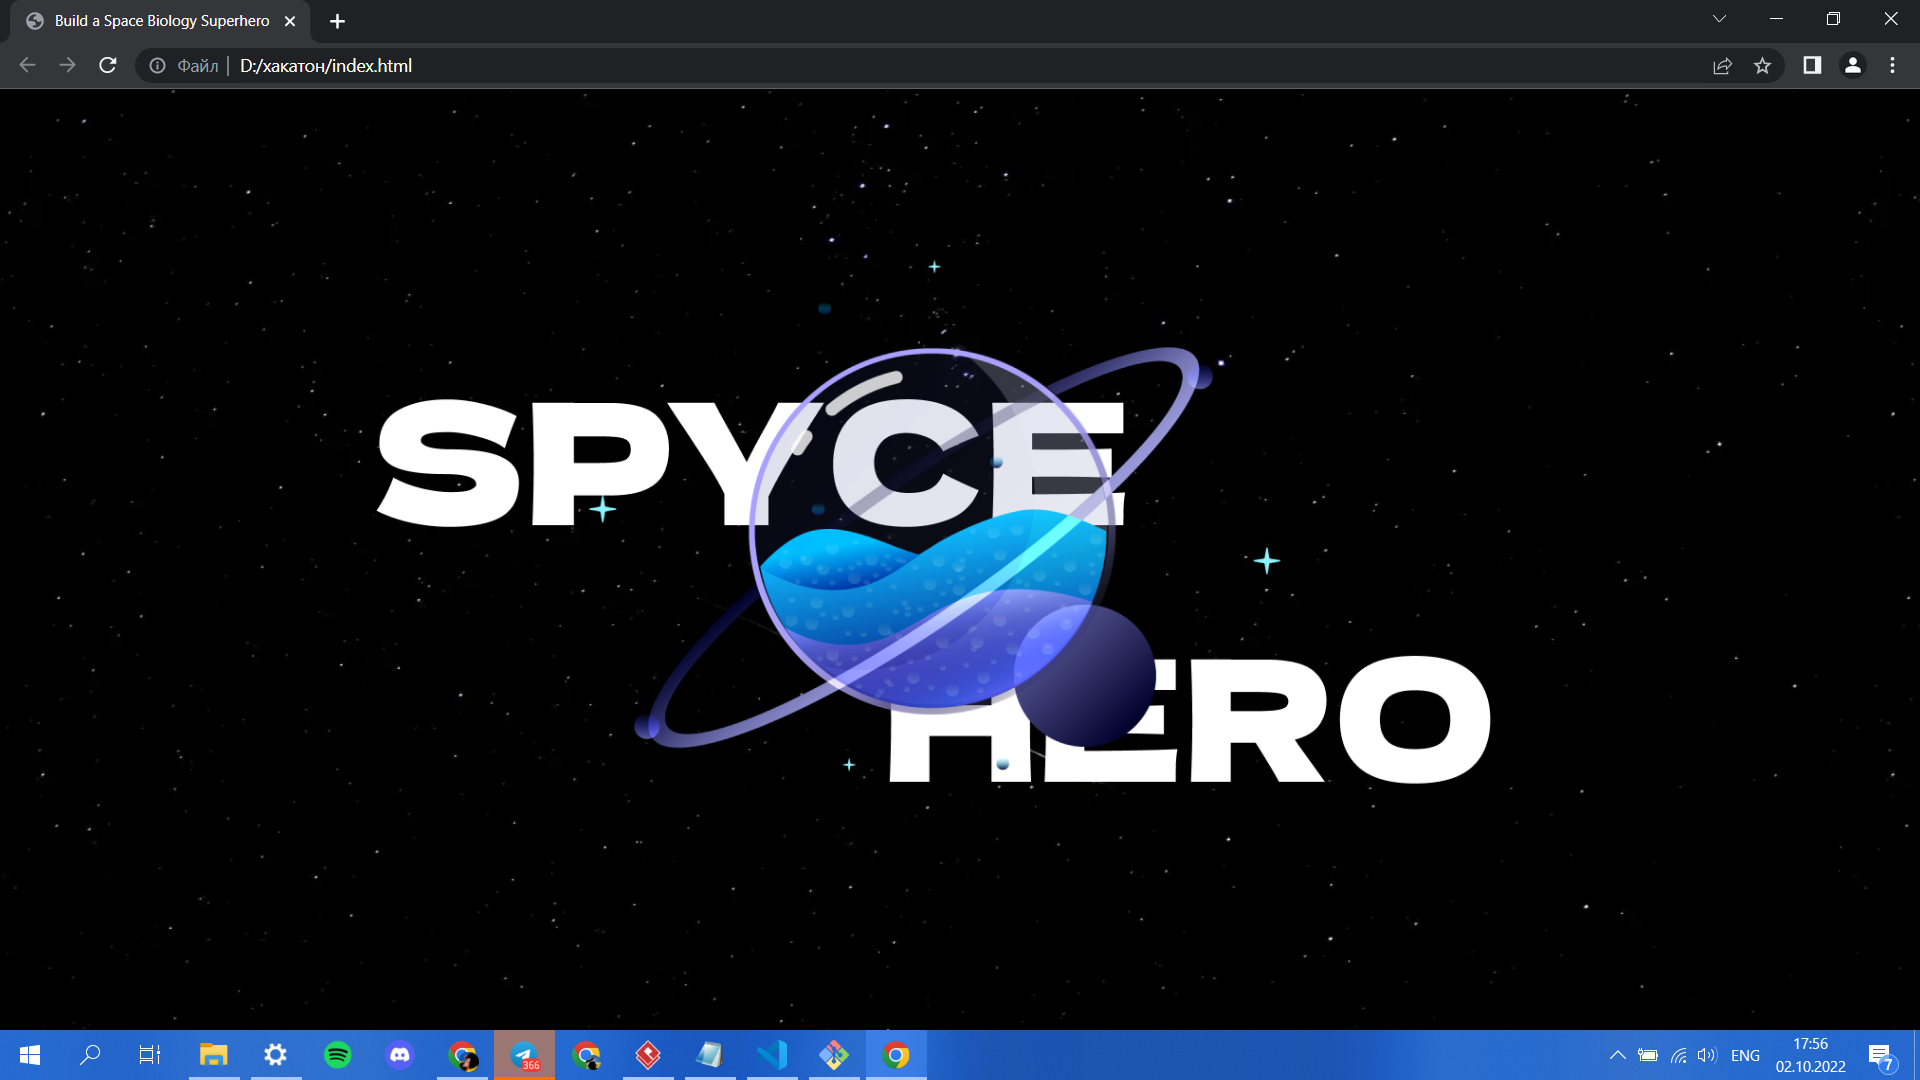 Build a Space Biology Superhero
Файл
D:/хакатон/index.html
SPYCE
HERO
366
ENG
17:56
02.10.2022
7